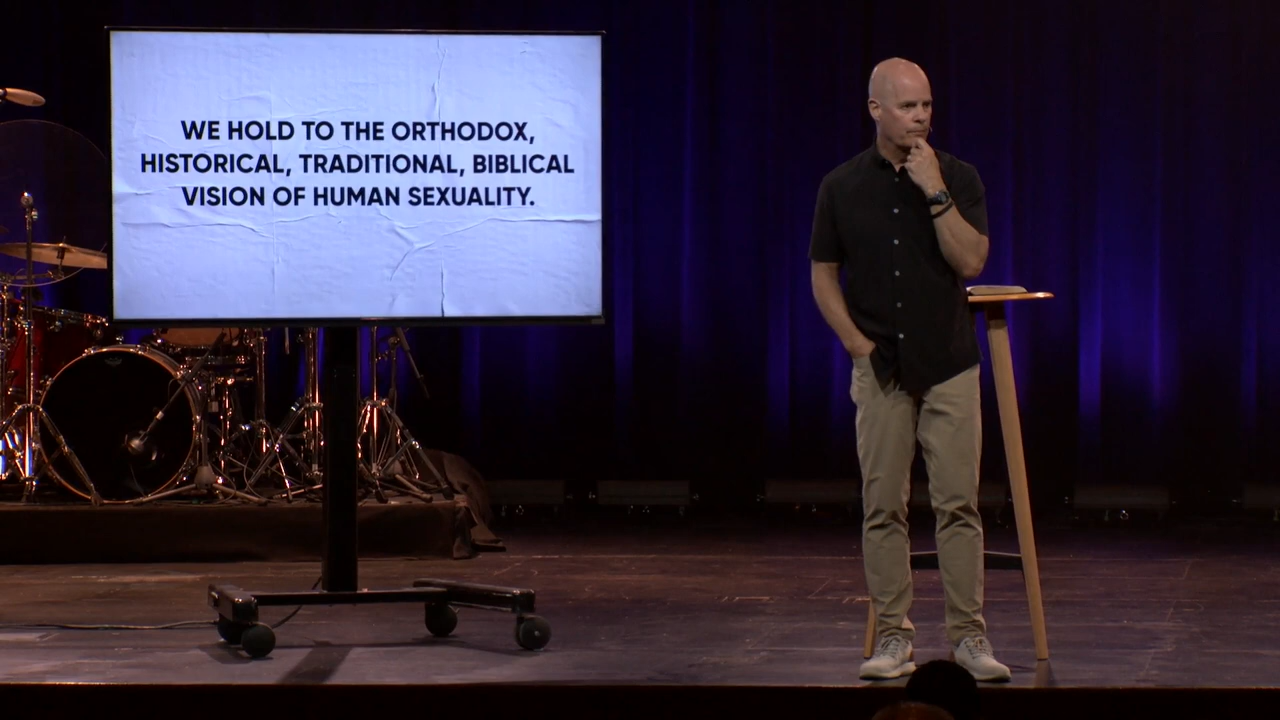 WE HOLD TO THE ORTHODOX,
HISTORICAL, TRADITIONAL, BIBLICAL
VISION OF HUMAN SEXUALITY.